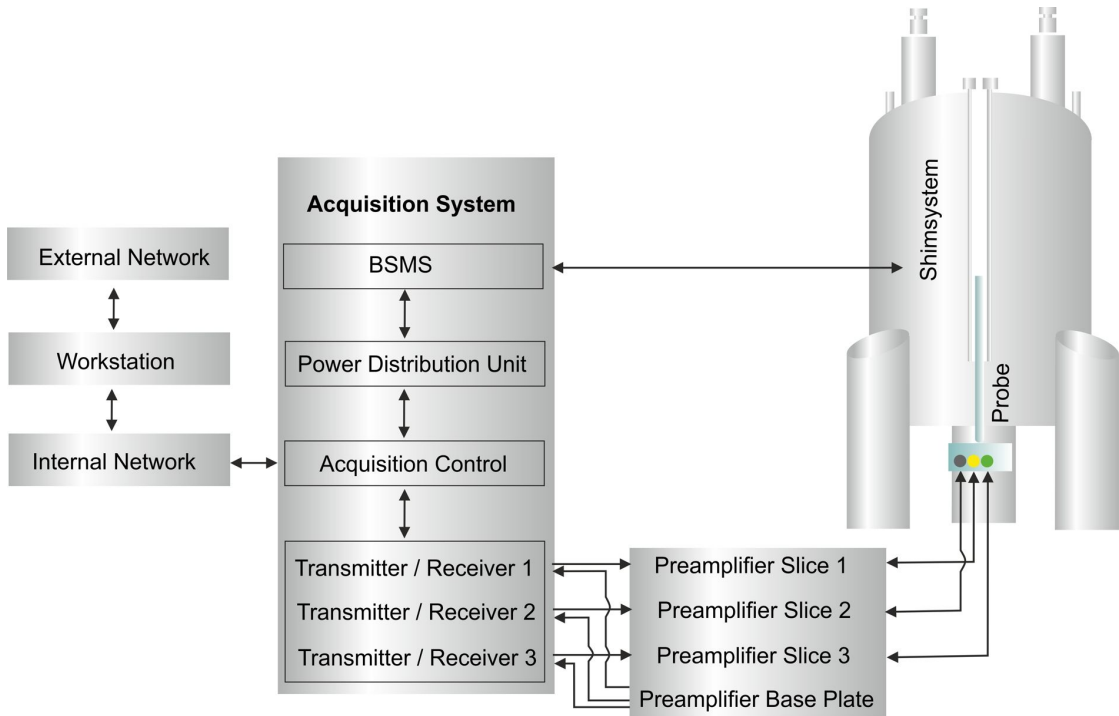 External Network
Workstation
Internal Network
Acquisition System
BSMS
Power Distribution Unit
Acquisition Control
Transmitter / Receiver 1
Transmitter / Receiver 2
Transmitter / Receiver 3
Preamplifier Slice 1
Preamplifier Slice 2
Preamplifier Slice 3
Preamplifier Base Plate
Shimsystem
Probe